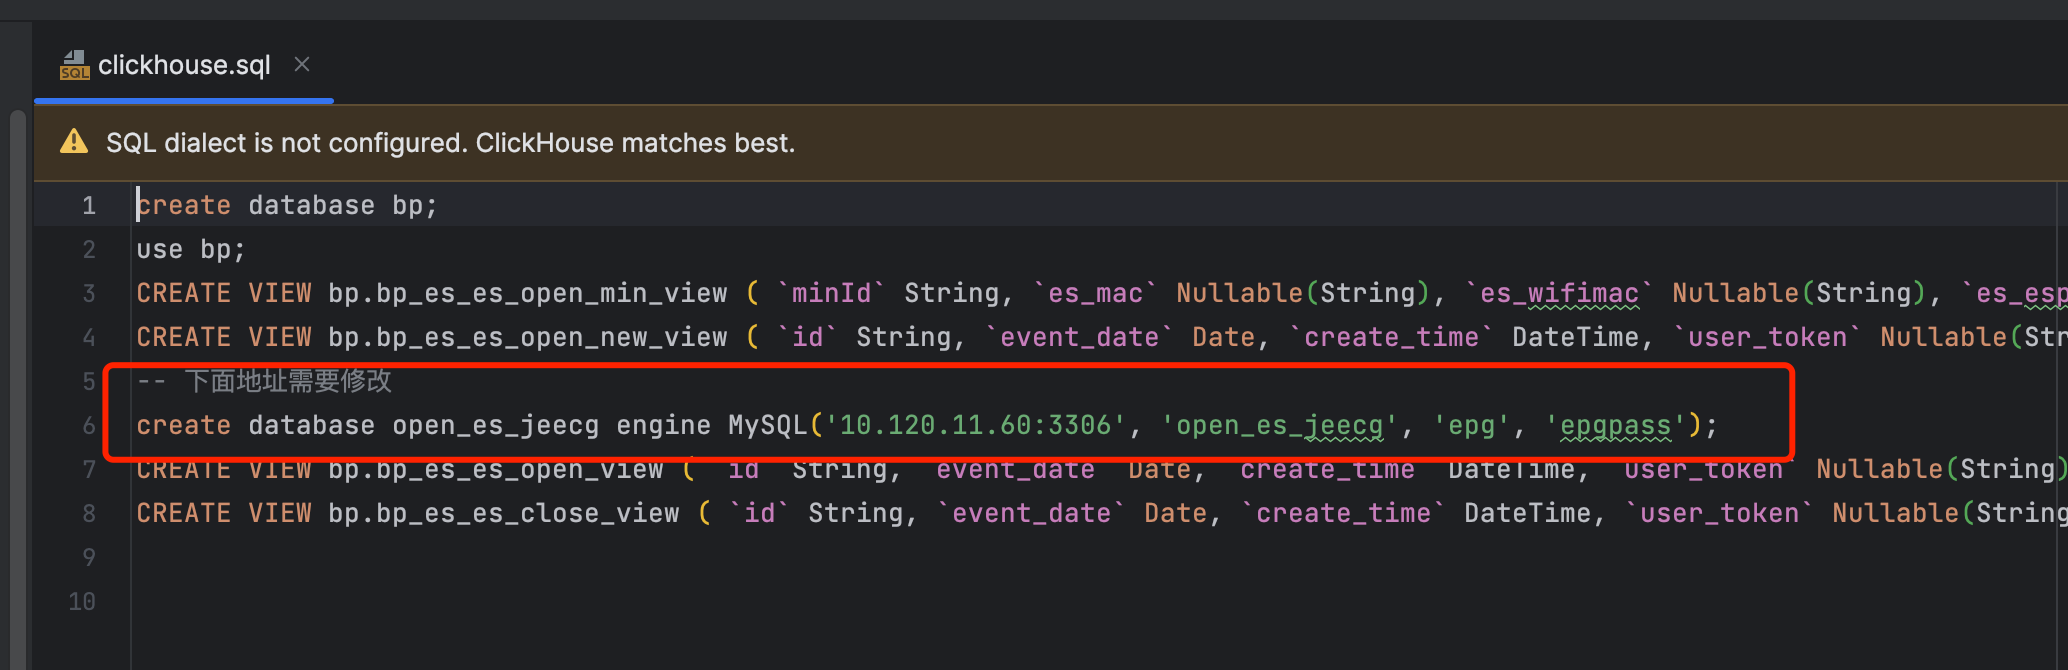 SQL clickhouse.sql ×
SQL dialect is not configured. ClickHouse matches best.
1 create database bp;
2 use bp;
3 CREATE VIEW bp.bp_es_es_open_min_view ( `minId` String, `es_mac` Nullable(String), `es_wifimac` Nullable(String), `es_esp
4 CREATE VIEW bp.bp_es_es_open_new_view ( `id` String, `event_date` Date, `create_time` DateTime, `user_token` Nullable(Str
5 -- 下面地址需要修改
6 create database open_es_jeecg engine MySQL('10.120.11.60:3306', 'open_es_jeecg', 'epg', 'epgpass');
7 CREATE VIEW bp.bp_es_es_open_view ( `id` String, `event_date` Date, `create_time` DateTime, `user_token` Nullable(String)
8 CREATE VIEW bp.bp_es_es_close_view ( `id` String, `event_date` Date, `create_time` DateTime, `user_token` Nullable(String
9
10